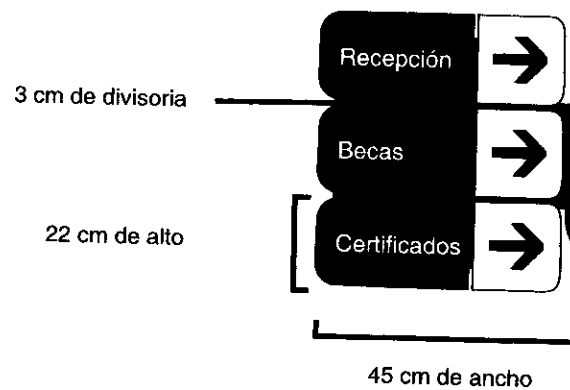 Recepción
3 cm de divisoria
Becas
22 cm de alto
Certificados
45 cm de ancho